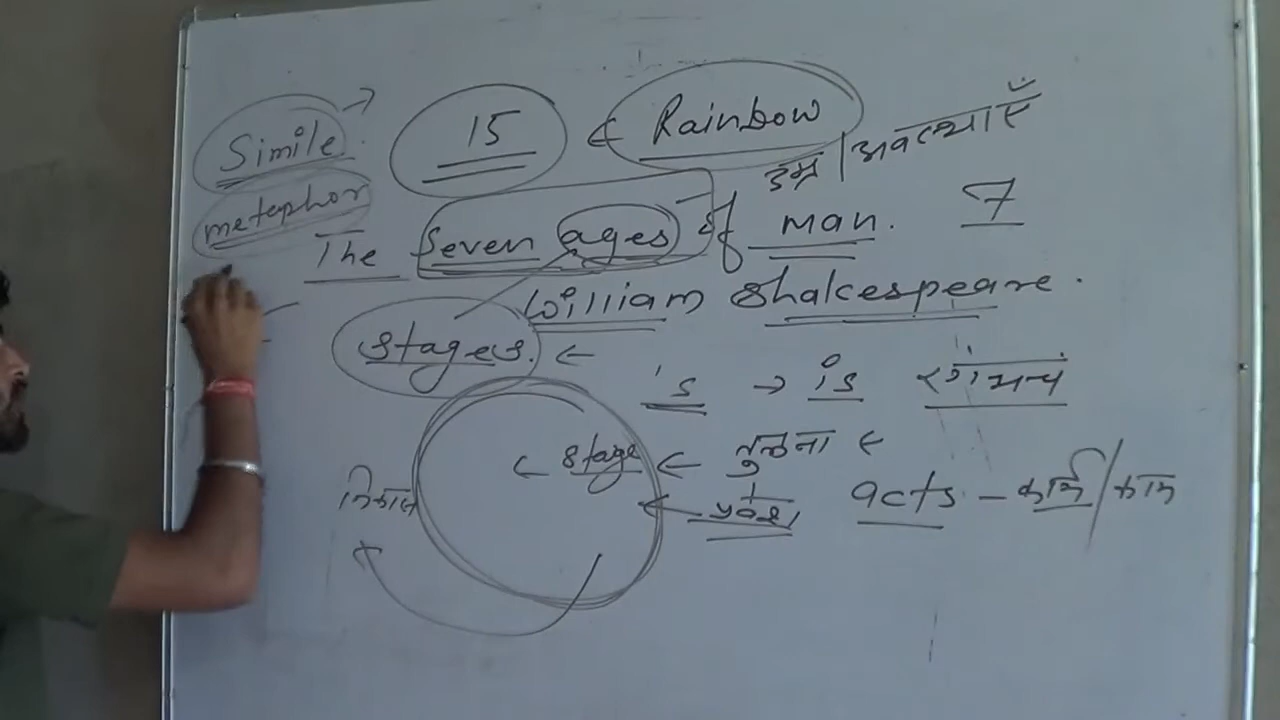 Simile
15 ← Rainbow
metaphor
उम्र/अवस्थाएँ
The Seven ages of man. 7
William Shakespeare.
stages. ←
's → is रंगमंच
← stage ← तुलना ←
निकास
← प्रवेश
acts - कार्य/काम